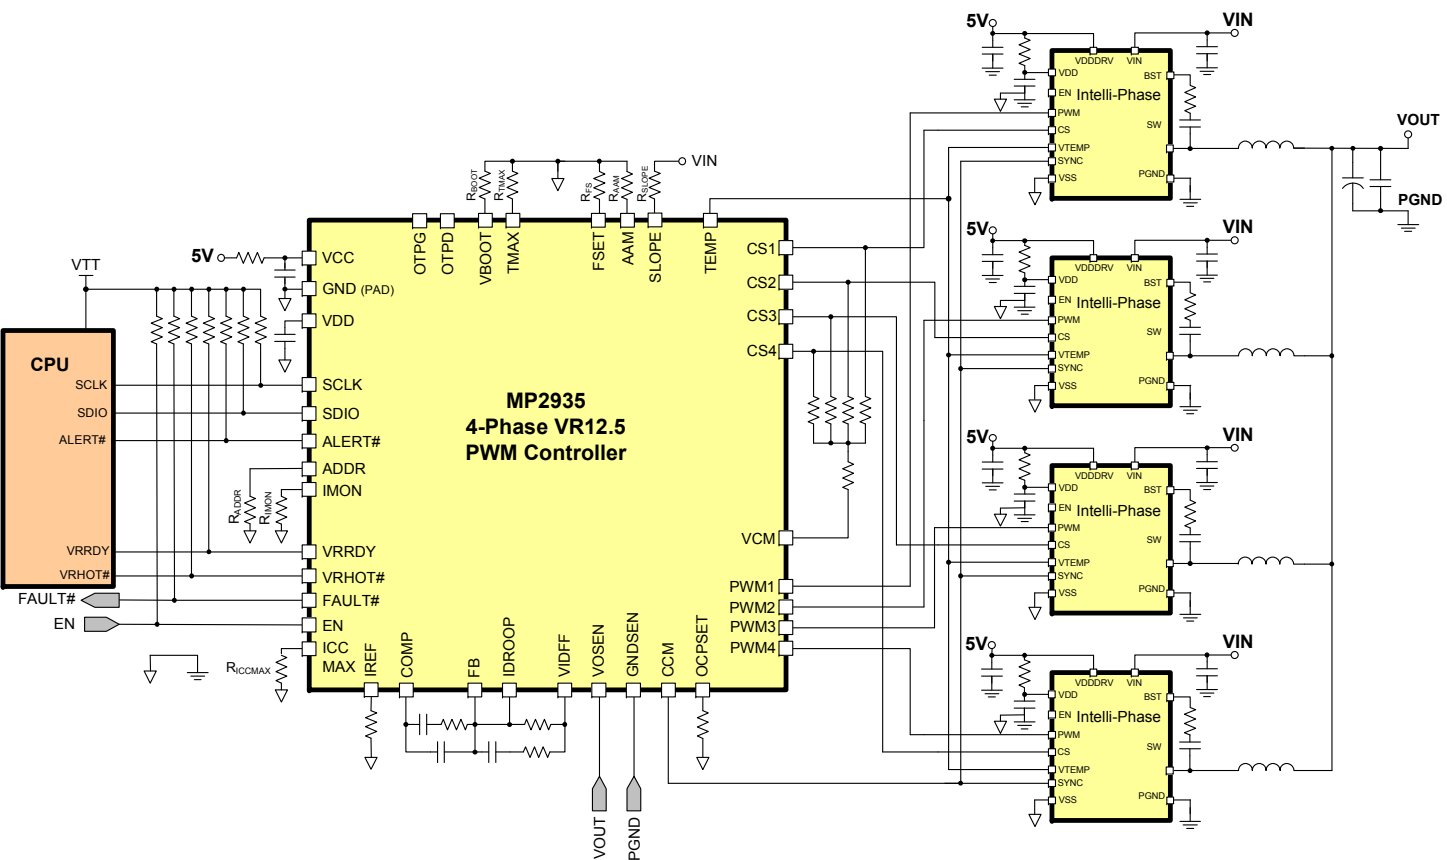 5V
VIN
VDDDRV
VIN
VDD
BST
EN
Intelli-Phase
PWM
CS
SW
VTEMP
SYNC
VSS
PGND
VOUT
PGND
5V
VIN
VDDDRV
VIN
VDD
BST
EN
Intelli-Phase
PWM
CS
SW
VTEMP
SYNC
VSS
PGND
5V
VIN
VDDDRV
VIN
VDD
BST
EN
Intelli-Phase
PWM
CS
SW
VTEMP
SYNC
VSS
PGND
5V
VIN
VDDDRV
VIN
VDD
BST
EN
Intelli-Phase
PWM
CS
SW
VTEMP
SYNC
VSS
PGND
RBOOT
RTMAX
RFS
RAAM
RSLOPE
VIN
OTPG
OTPD
VBOOT
TMAX
FSET
AAM
SLOPE
TEMP
5V
VTT
VCC
GND (PAD)
VDD
SCLK
SDIO
ALERT#
ADDR
IMON
VRRDY
VRHOT#
FAULT#
EN
ICC
MAX
CS1
CS2
CS3
CS4
VCM
PWM1
PWM2
PWM3
PWM4
MP2935
4-Phase VR12.5
PWM Controller
CPU
SCLK
SDIO
ALERT#
VRRDY
VRHOT#
RADDR
RIMON
FAULT#
EN
RICCMAX
IREF
COMP
FB
IDROOP
VIDFF
VOSEN
GNDSEN
CCM
OCPSET
VOUT
PGND